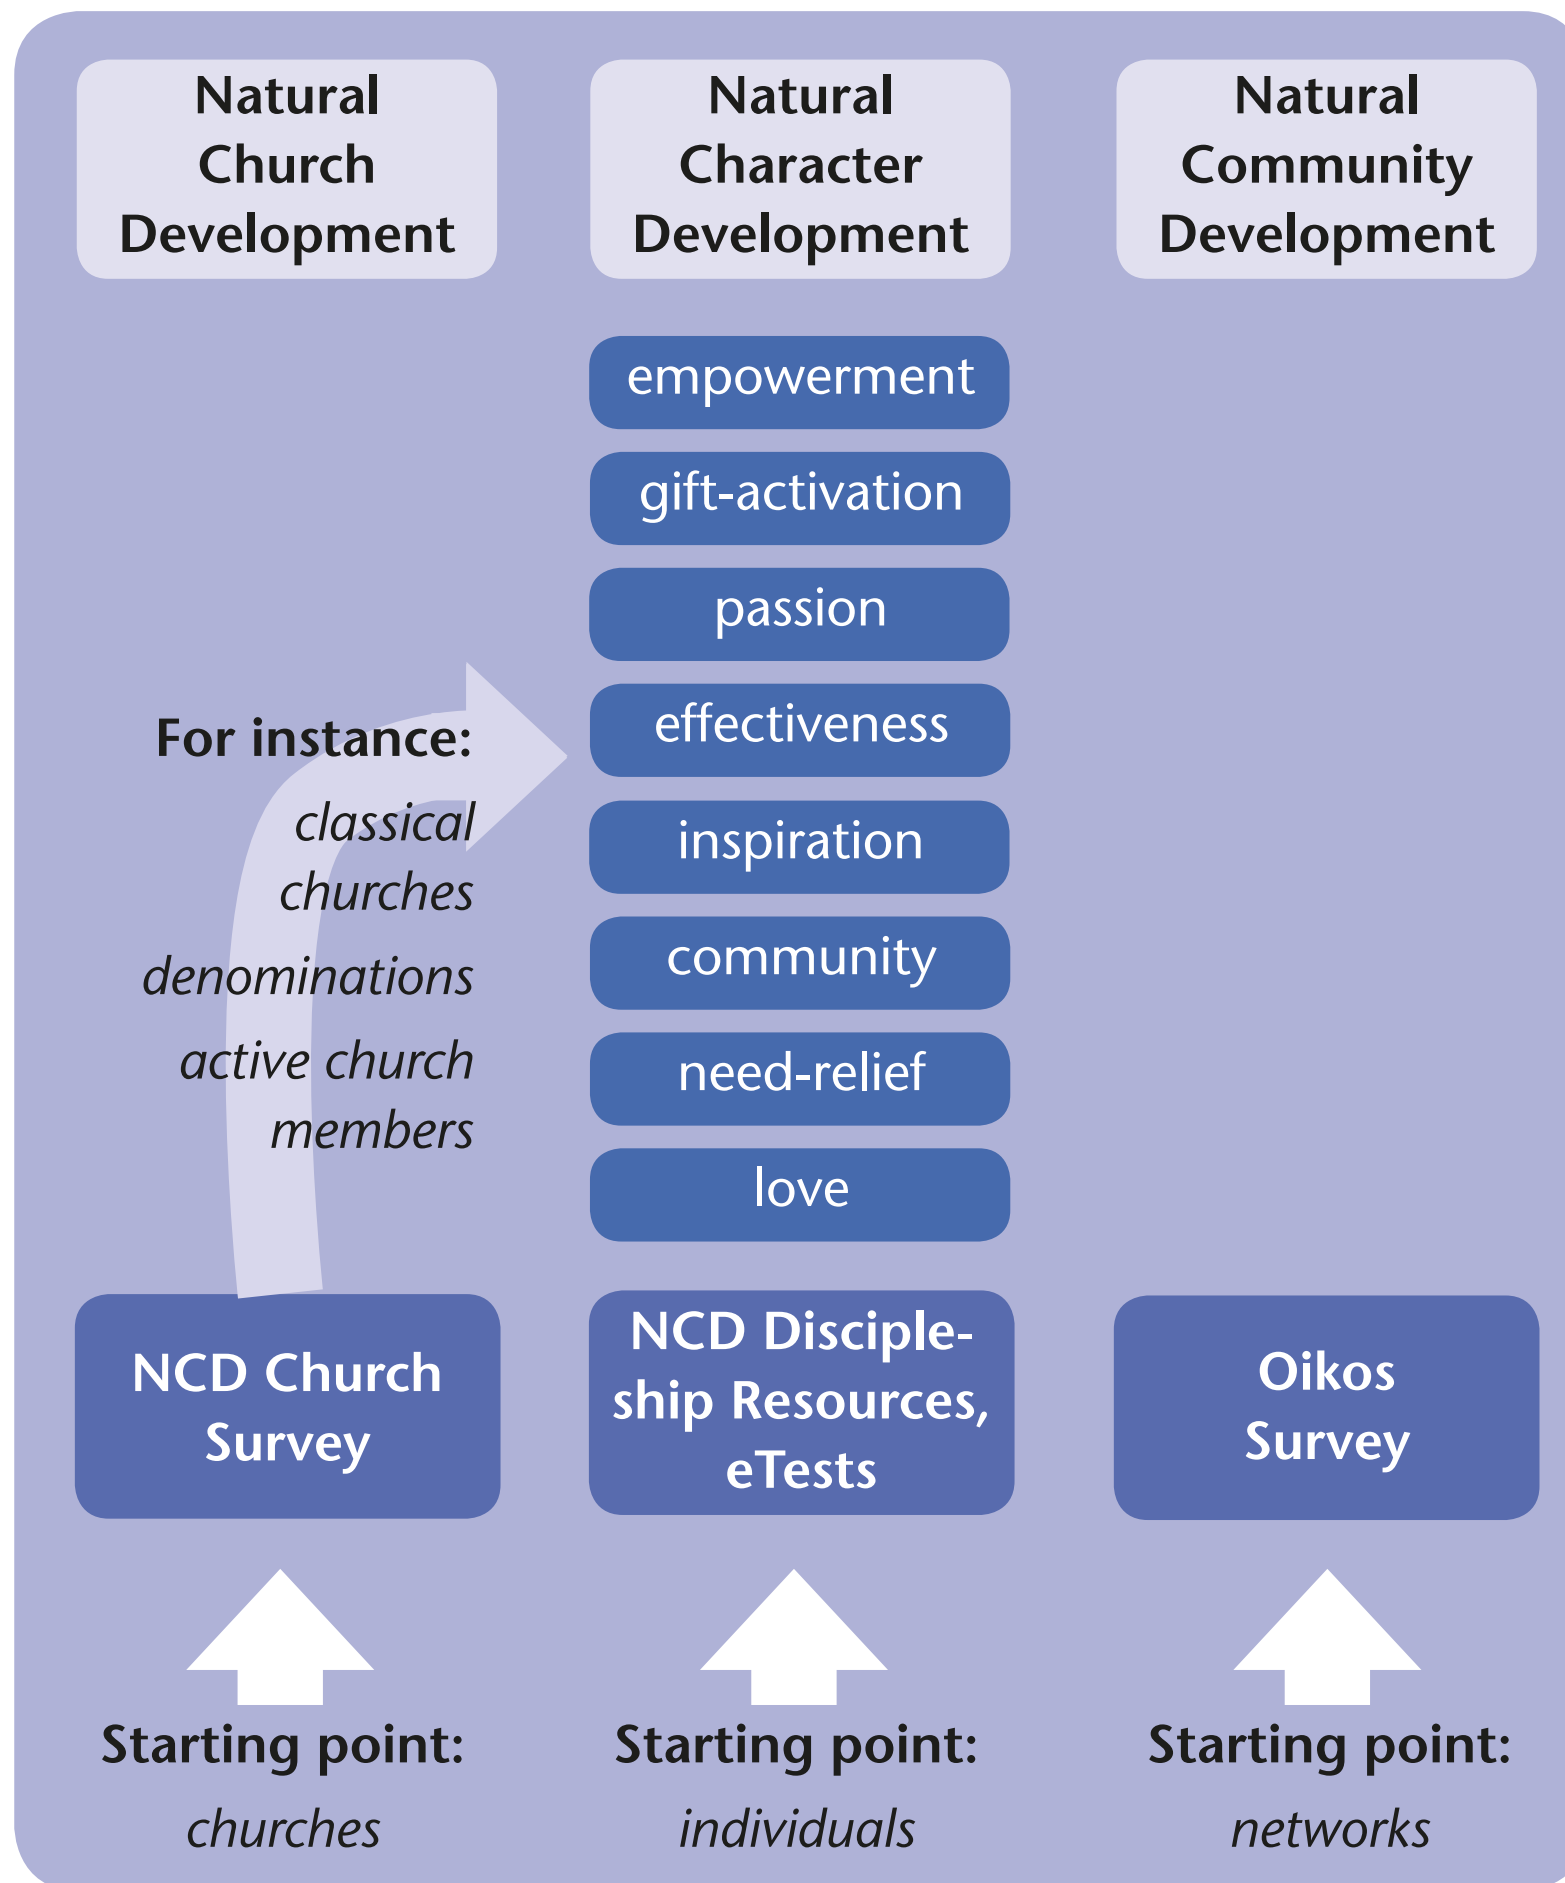 Natural
Church
Development
Natural
Character
Development
Natural
Community
Development
empowerment
gift-activation
passion
effectiveness
inspiration
community
need-relief
love
For instance:
classical
churches
denominations
active church
members
NCD Church
Survey
NCD Disciple-
ship Resources,
eTests
Oikos
Survey
Starting point:
churches
Starting point:
individuals
Starting point:
networks